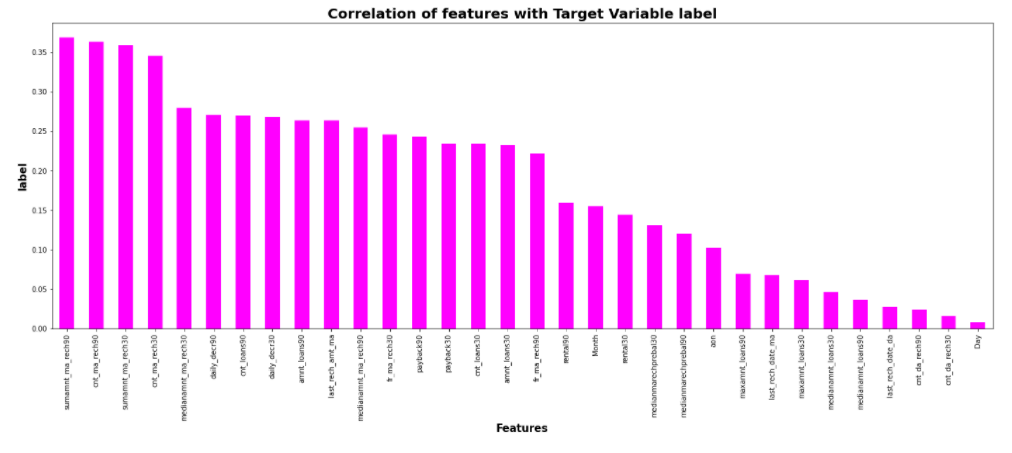 Correlation of features with Target Variable label
label
0.35
0.30
0.25
0.20
0.15
0.10
0.05
0.00
sumamnt_ma_rech90
cnt_ma_rech90
sumamnt_ma_rech30
cnt_ma_rech30
medianamnt_ma_rech30
daily_decr90
cnt_loans90
daily_decr30
amnt_loans90
last_rech_amt_ma
medianamnt_ma_rech90
fr_ma_rech30
payback90
payback30
cnt_loans30
amnt_loans30
fr_ma_rech90
rental90
Month
rental30
medianmarechprebal30
medianmarechprebal90
aon
maxamnt_loans90
last_rech_date_ma
maxamnt_loans30
medianamnt_loans30
medianamnt_loans90
last_rech_date_da
cnt_da_rech90
cnt_da_rech30
Day
Features